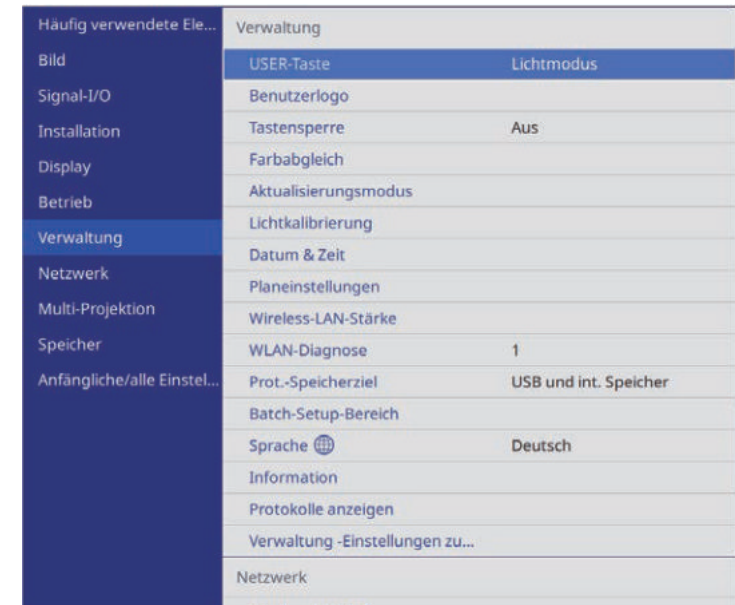 Häufig verwendete Ele...
Bild
Signal-I/O
Installation
Display
Betrieb
Verwaltung
Netzwerk
Multi-Projektion
Speicher
Anfängliche/alle Einstel...
Verwaltung
USER-Taste Lichtmodus
Benutzerlogo
Tastensperre Aus
Farbabgleich
Aktualisierungsmodus
Lichtkalibrierung
Datum & Zeit
Planeinstellungen
Wireless-LAN-Stärke
WLAN-Diagnose 1
Prot.-Speicherziel USB und int. Speicher
Batch-Setup-Bereich
Sprache Deutsch
Information
Protokolle anzeigen
Verwaltung -Einstellungen zu...
Netzwerk